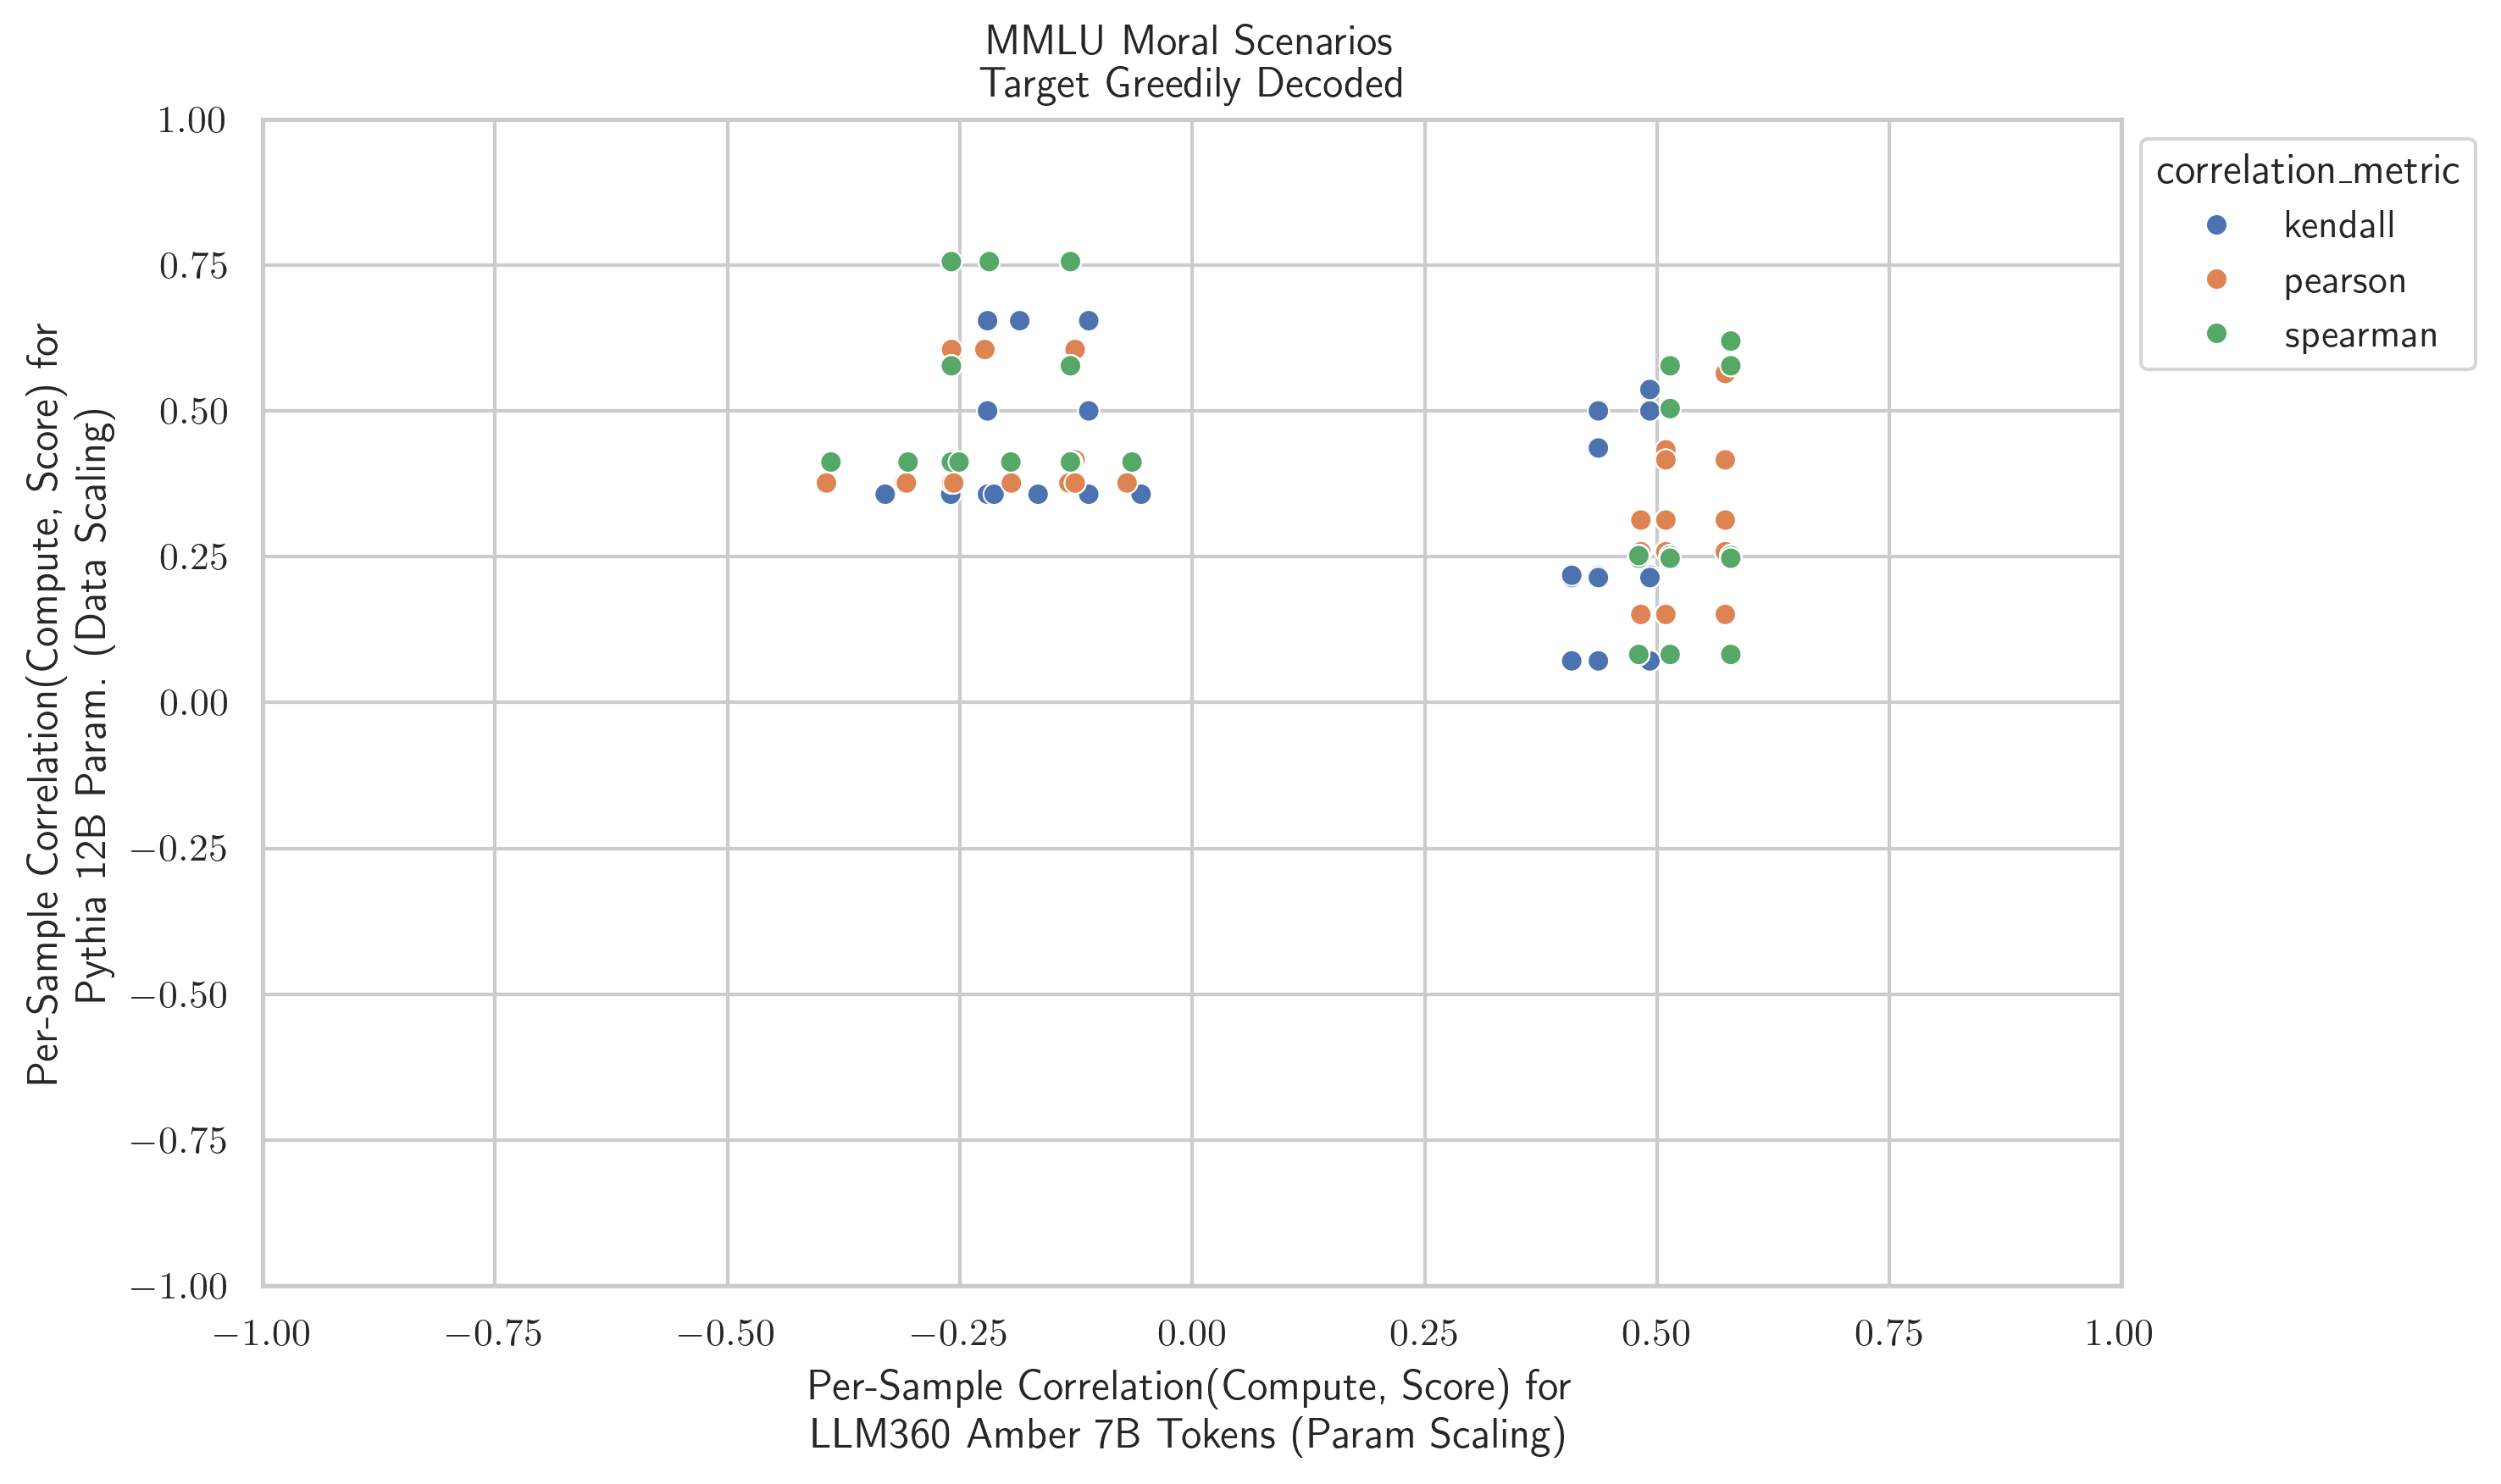 MMLU Moral Scenarios
Target Greedily Decoded
Per-Sample Correlation(Compute, Score) for
Pythia 12B Param. (Data Scaling)
1.00
0.75
0.50
0.25
0.00
−0.25
−0.50
−0.75
−1.00
−1.00 −0.75 −0.50 −0.25 0.00 0.25 0.50 0.75 1.00
Per-Sample Correlation(Compute, Score) for
LLM360 Amber 7B Tokens (Param Scaling)
correlation_metric
kendall
pearson
spearman